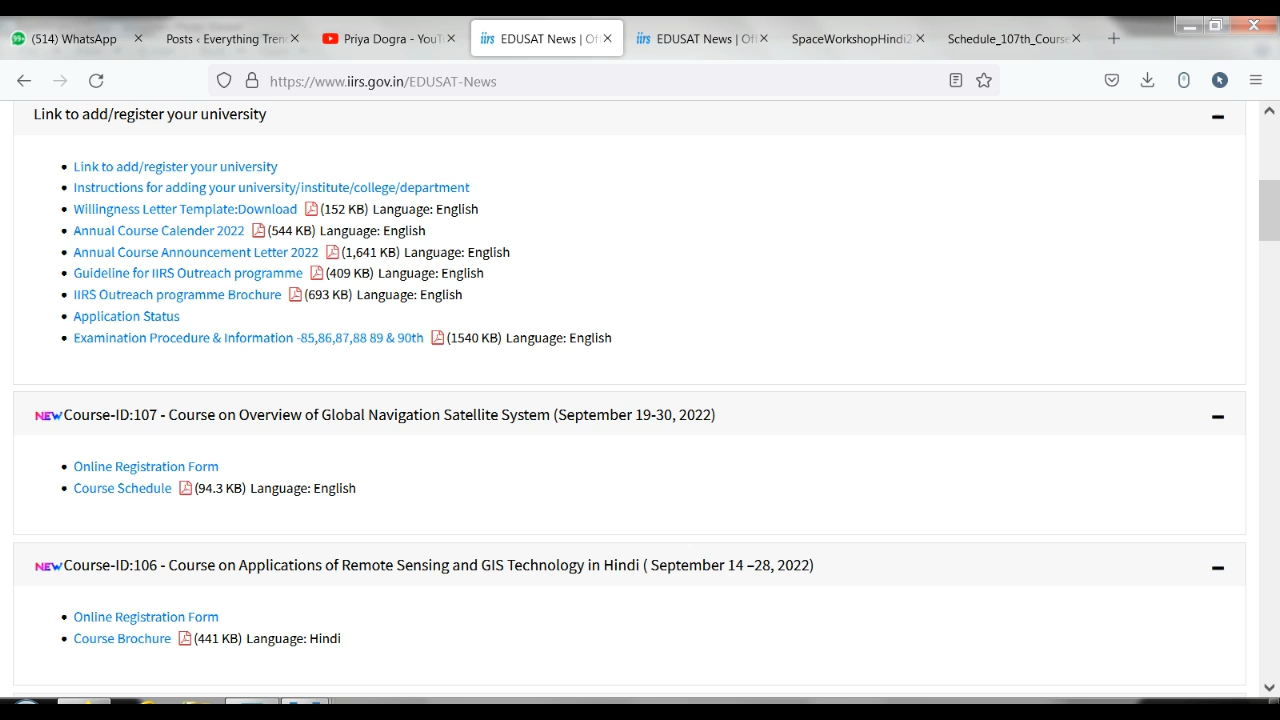 (514) WhatsApp
Posts ‹ Everything Tren
Priya Dogra - YouT
iirs EDUSAT News | Of
iirs EDUSAT News | Off
SpaceWorkshopHindi2
Schedule_107th_Course
https://www.iirs.gov.in/EDUSAT-News
Link to add/register your university
Link to add/register your university
Instructions for adding your university/institute/college/department
Willingness Letter Template:Download (152 KB) Language: English
Annual Course Calender 2022 (544 KB) Language: English
Annual Course Announcement Letter 2022 (1,641 KB) Language: English
Guideline for IIRS Outreach programme (409 KB) Language: English
IIRS Outreach programme Brochure (693 KB) Language: English
Application Status
Examination Procedure & Information -85,86,87,88 89 & 90th (1540 KB) Language: English
NEW Course-ID:107 - Course on Overview of Global Navigation Satellite System (September 19-30, 2022)
Online Registration Form
Course Schedule (94.3 KB) Language: English
NEW Course-ID:106 - Course on Applications of Remote Sensing and GIS Technology in Hindi ( September 14 –28, 2022)
Online Registration Form
Course Brochure (441 KB) Language: Hindi